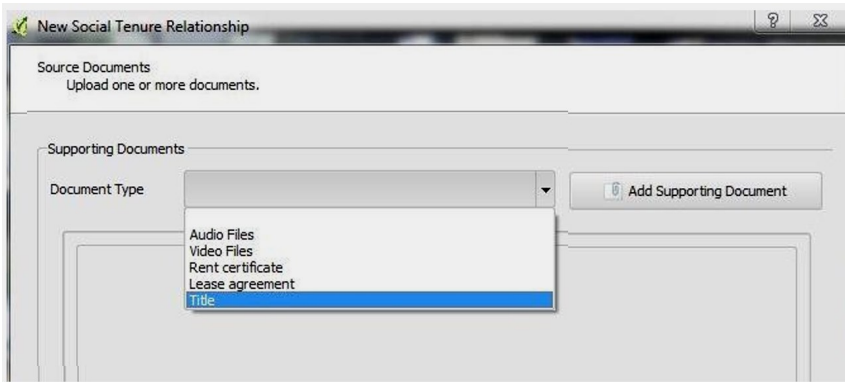 New Social Tenure Relationship
Source Documents
Upload one or more documents.
Supporting Documents
Document Type
Add Supporting Document
Audio Files
Video Files
Rent certificate
Lease agreement
Title